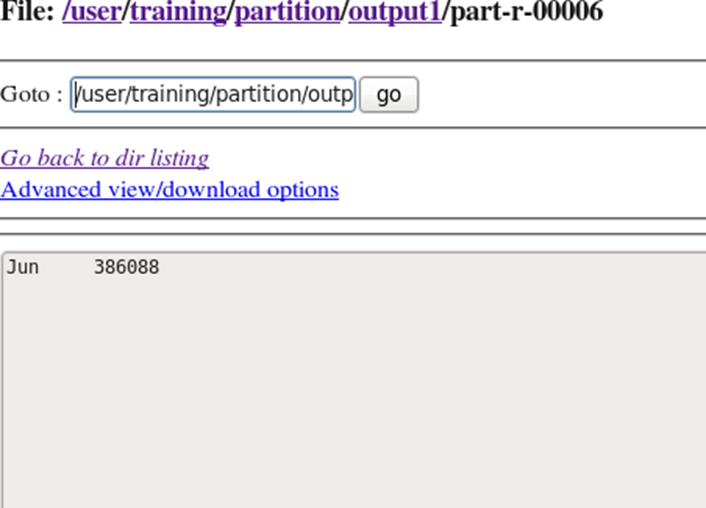 File: /user/training/partition/output1/part-r-00006
Goto : /user/training/partition/outp go
Go back to dir listing
Advanced view/download options
Jun 386088